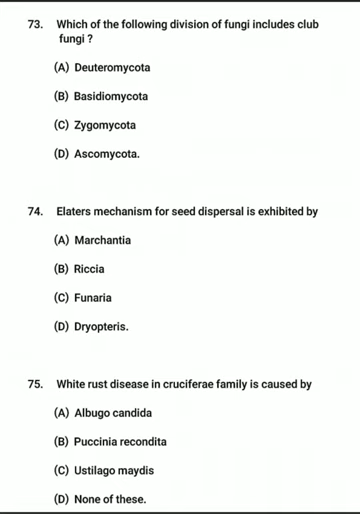 73. Which of the following division of fungi includes club
fungi ?
(A) Deuteromycota
(B) Basidiomycota
(C) Zygomycota
(D) Ascomycota.
74. Elaters mechanism for seed dispersal is exhibited by
(A) Marchantia
(B) Riccia
(C) Funaria
(D) Dryopteris.
75. White rust disease in cruciferae family is caused by
(A) Albugo candida
(B) Puccinia recondita
(C) Ustilago maydis
(D) None of these.